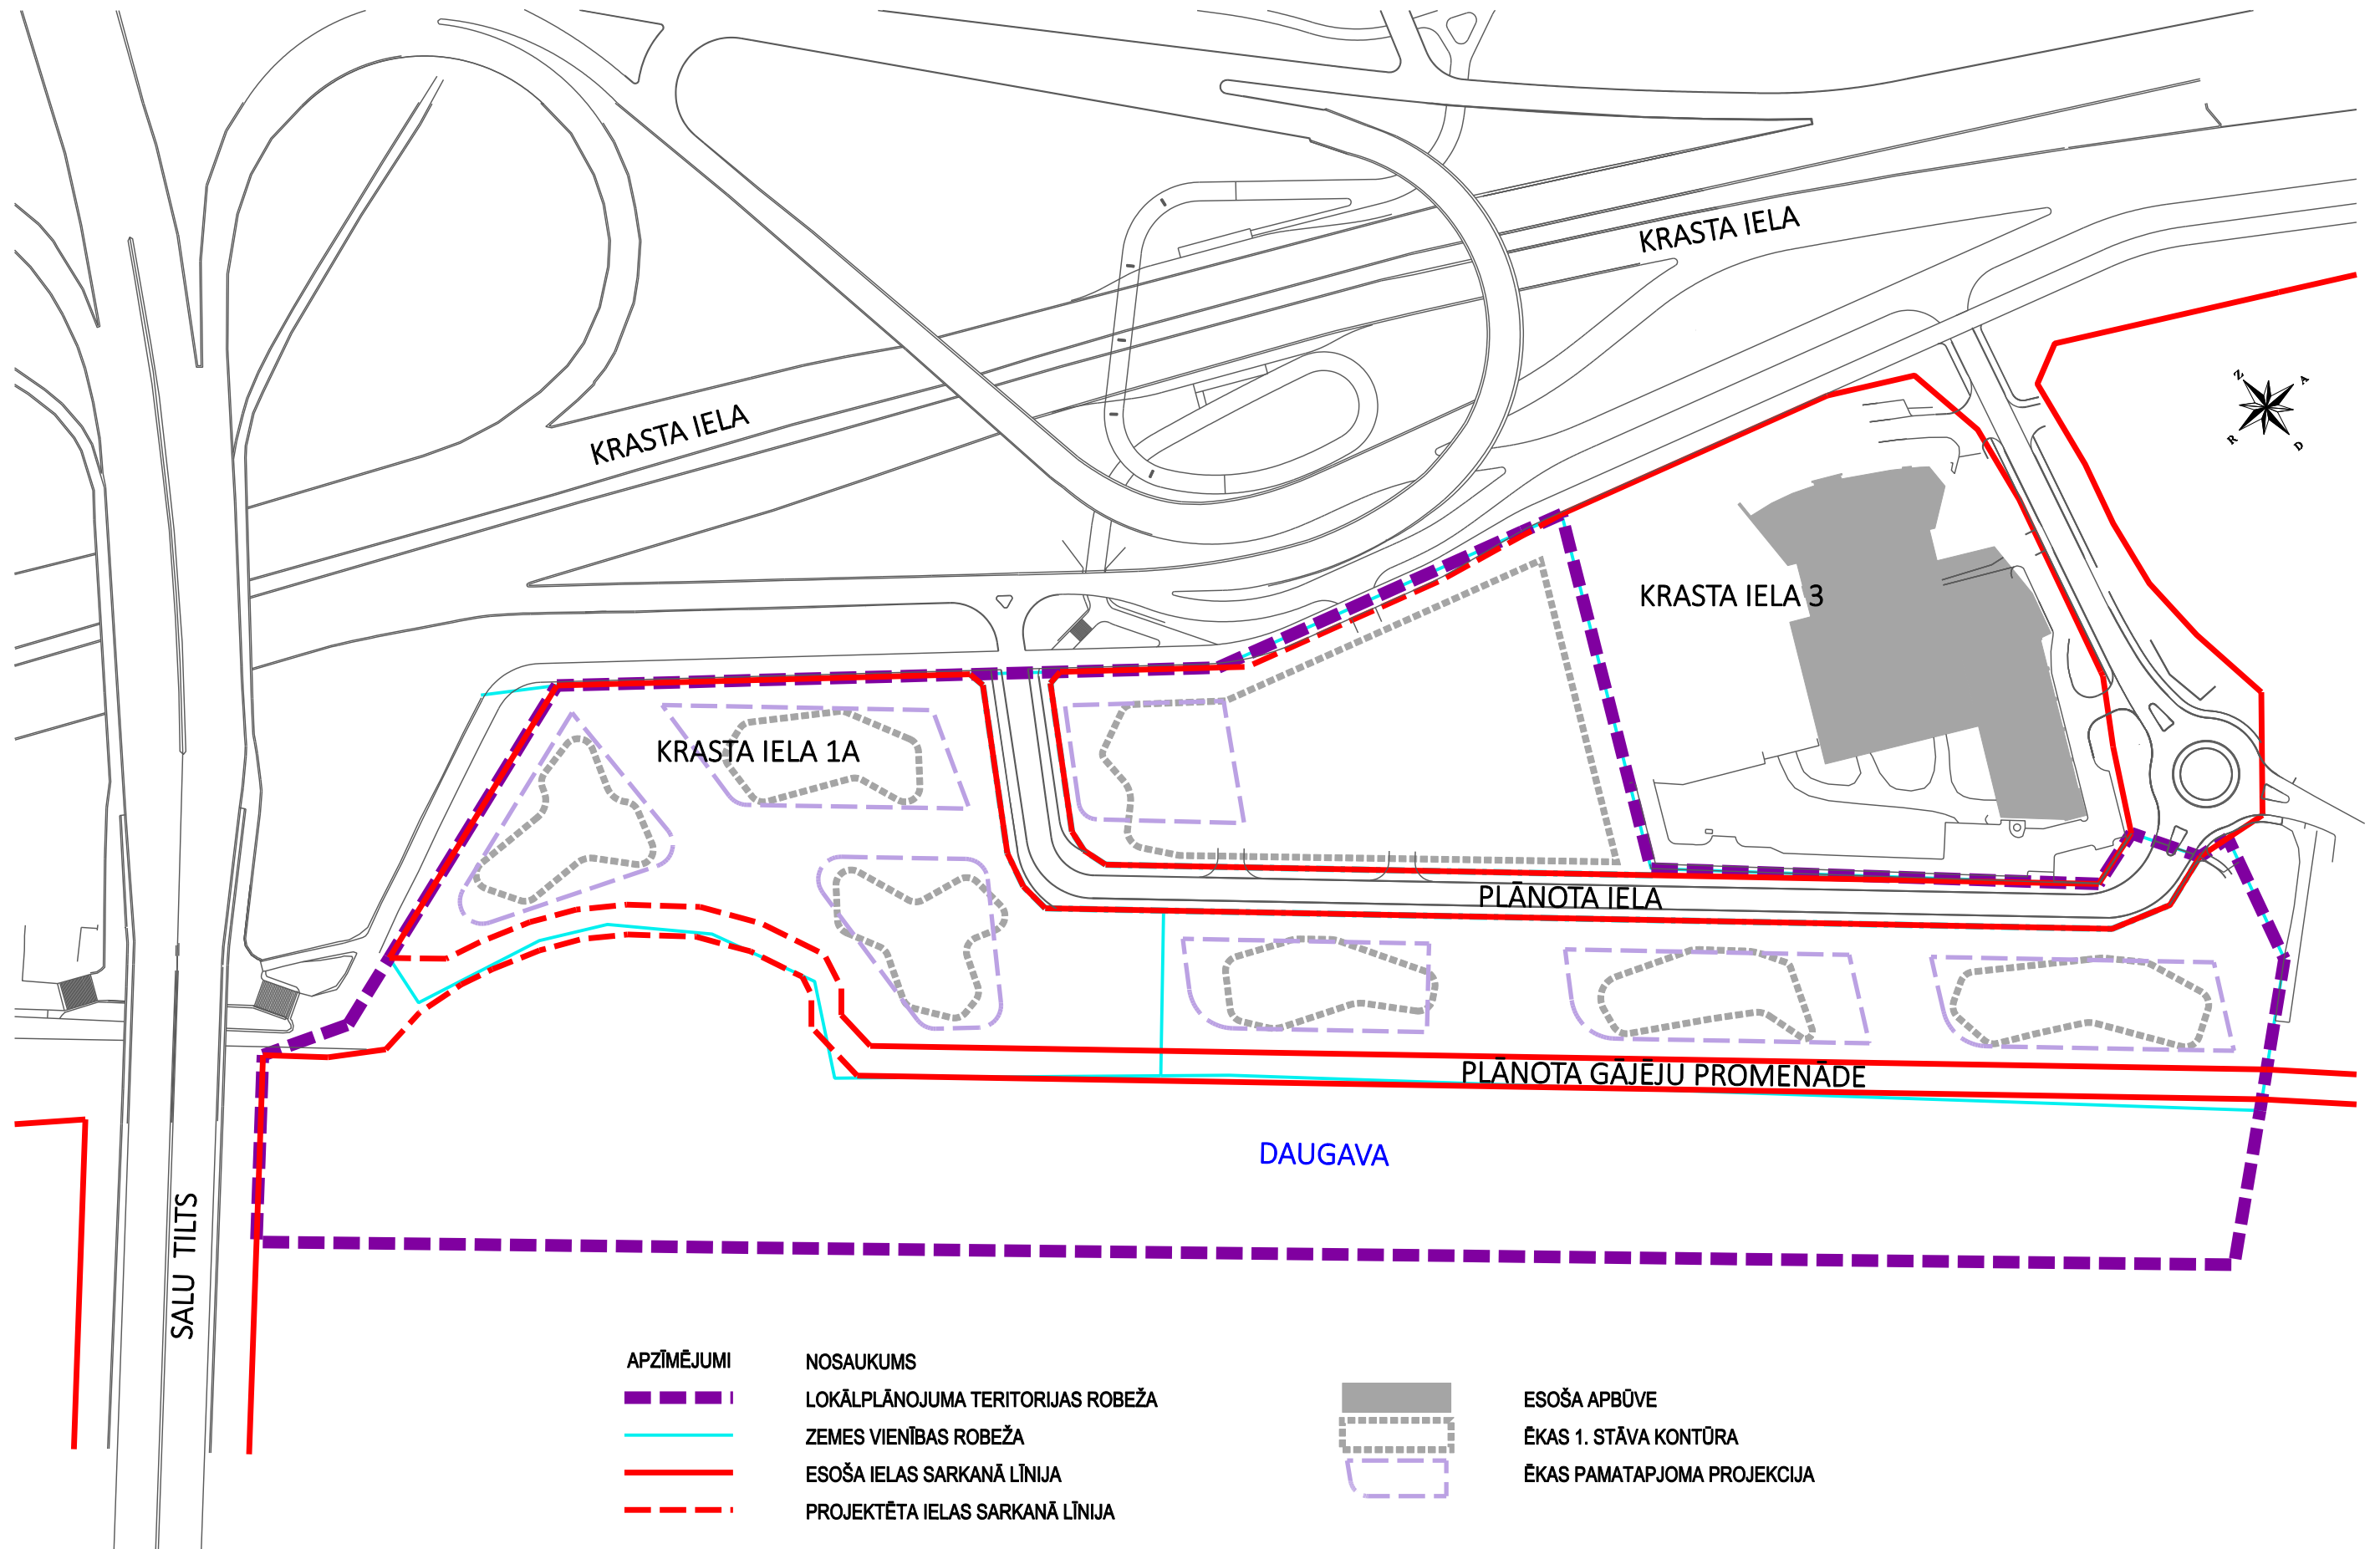 KRASTA IELA
Z
A
R
D
KRASTA IELA
KRASTA IELA 3
KRASTA IELA 1A
PLĀNOTA IELA
PLĀNOTA GĀJĒJU PROMENĀDE
DAUGAVA
SALU TILTS
APZĪMĒJUMI
NOSAUKUMS
LOKĀLPLĀNOJUMA TERITORIJAS ROBEŽA
ZEMES VIENĪBAS ROBEŽA
ESOŠA IELAS SARKANĀ LĪNIJA
PROJEKTĒTA IELAS SARKANĀ LĪNIJA
ESOŠA APBŪVE
ĒKAS 1. STĀVA KONTŪRA
ĒKAS PAMATAPJOMA PROJEKCIJA